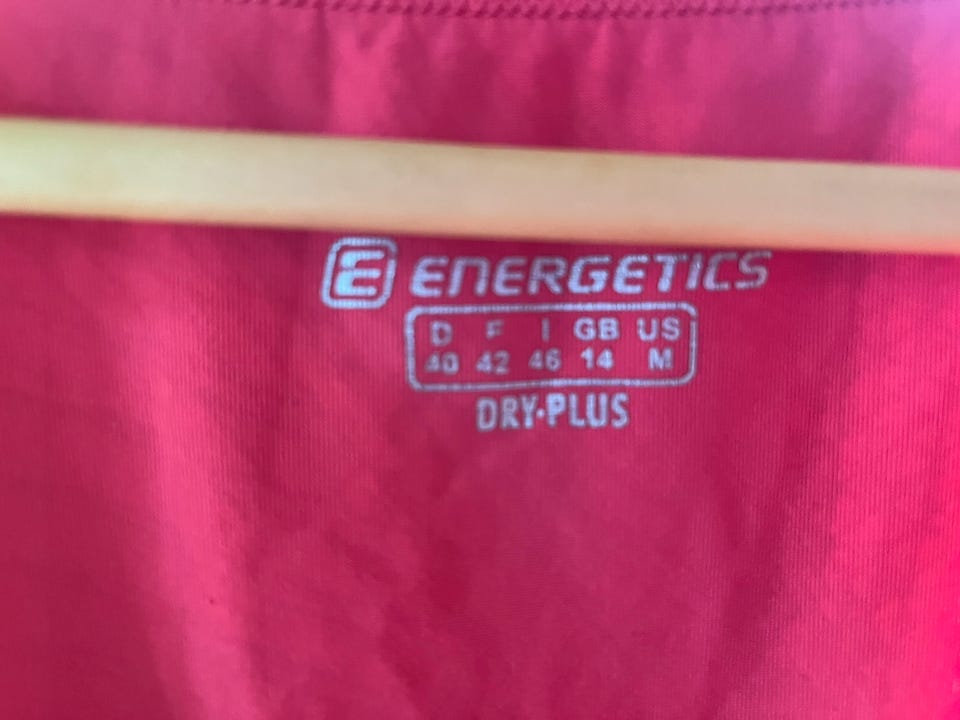 E ENERGETICS
D F I GB US
40 42 46 14 M
DRY•PLUS